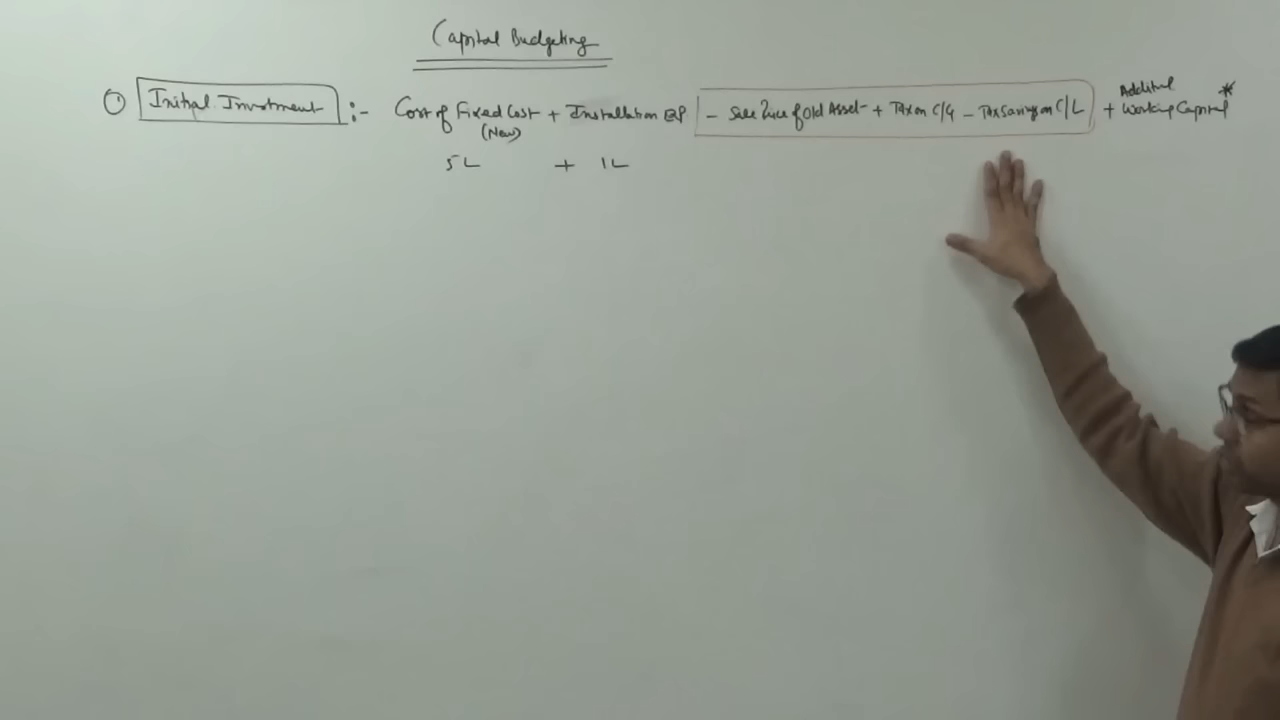 Capital Budgeting
① Initial Investment :- Cost of Fixed Cost + Installation Exp - Sale Price of Old Asset + Tax on C/G - Tax Saving on C/L + Additional Working Capital *
(New)
5L + 1L